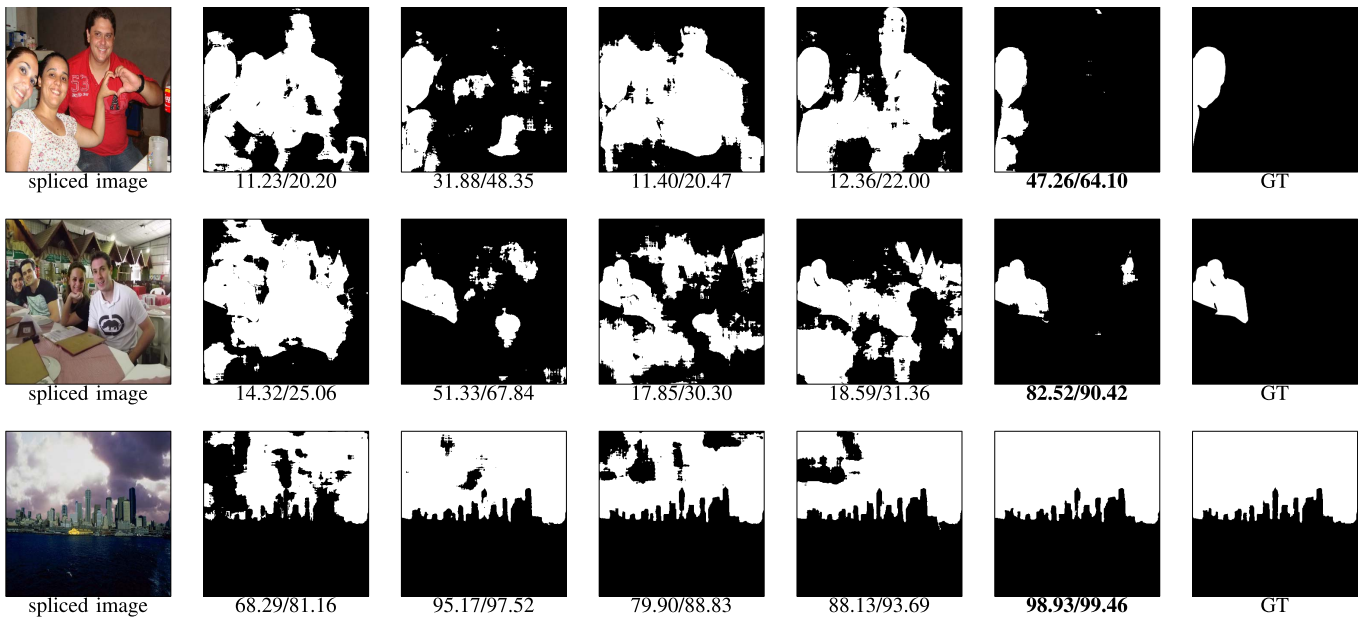 spliced image 11.23/20.20 31.88/48.35 11.40/20.47 12.36/22.00 47.26/64.10 GT
spliced image 14.32/25.06 51.33/67.84 17.85/30.30 18.59/31.36 82.52/90.42 GT
spliced image 68.29/81.16 95.17/97.52 79.90/88.83 88.13/93.69 98.93/99.46 GT